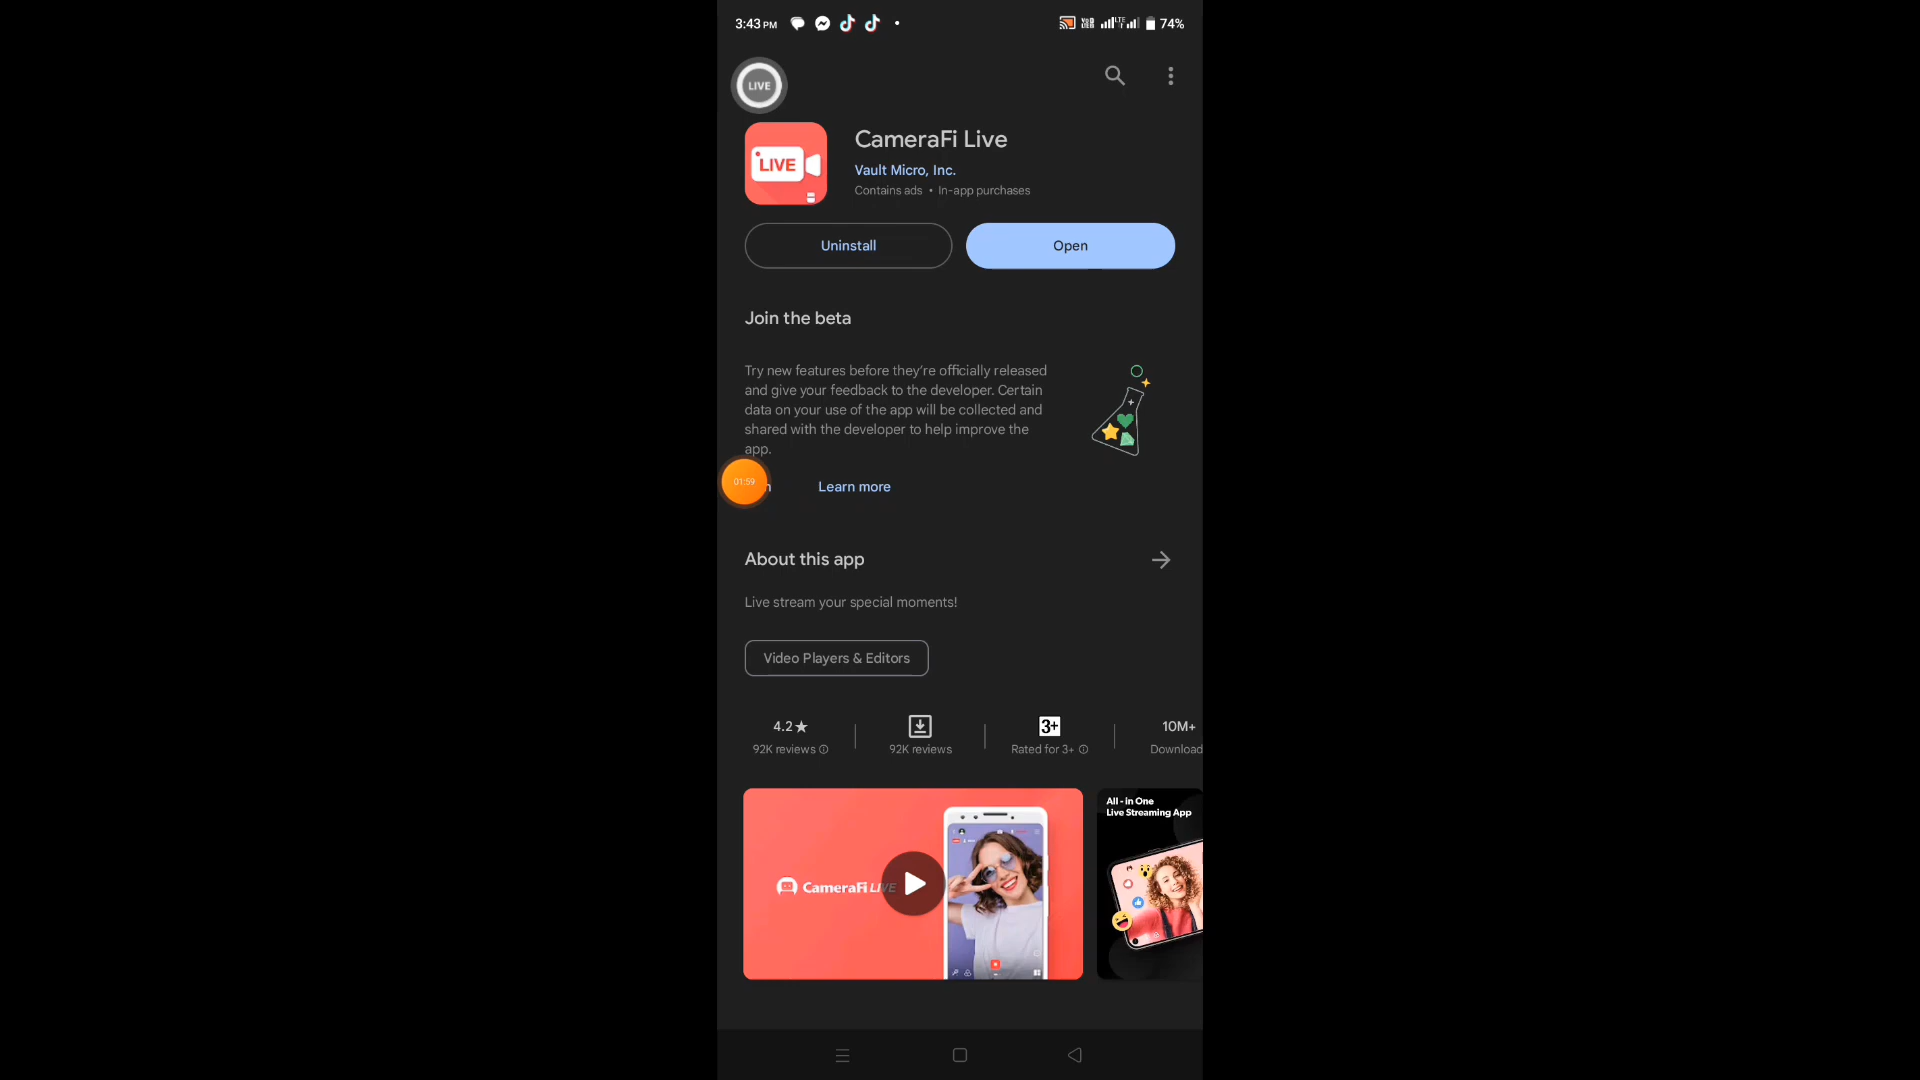 3:43 PM
74%
LIVE
LIVE
CameraFi Live
Vault Micro, Inc.
Contains ads • In-app purchases
Uninstall
Open
Join the beta
Try new features before they're officially released
and give your feedback to the developer. Certain
data on your use of the app will be collected and
shared with the developer to help improve the
app.
01:59
Learn more
About this app
Live stream your special moments!
Video Players & Editors
4.2★
92K reviews
92K reviews
3+
Rated for 3+
10M+
Download
CameraFi LIVE
All - in One
Live Streaming App